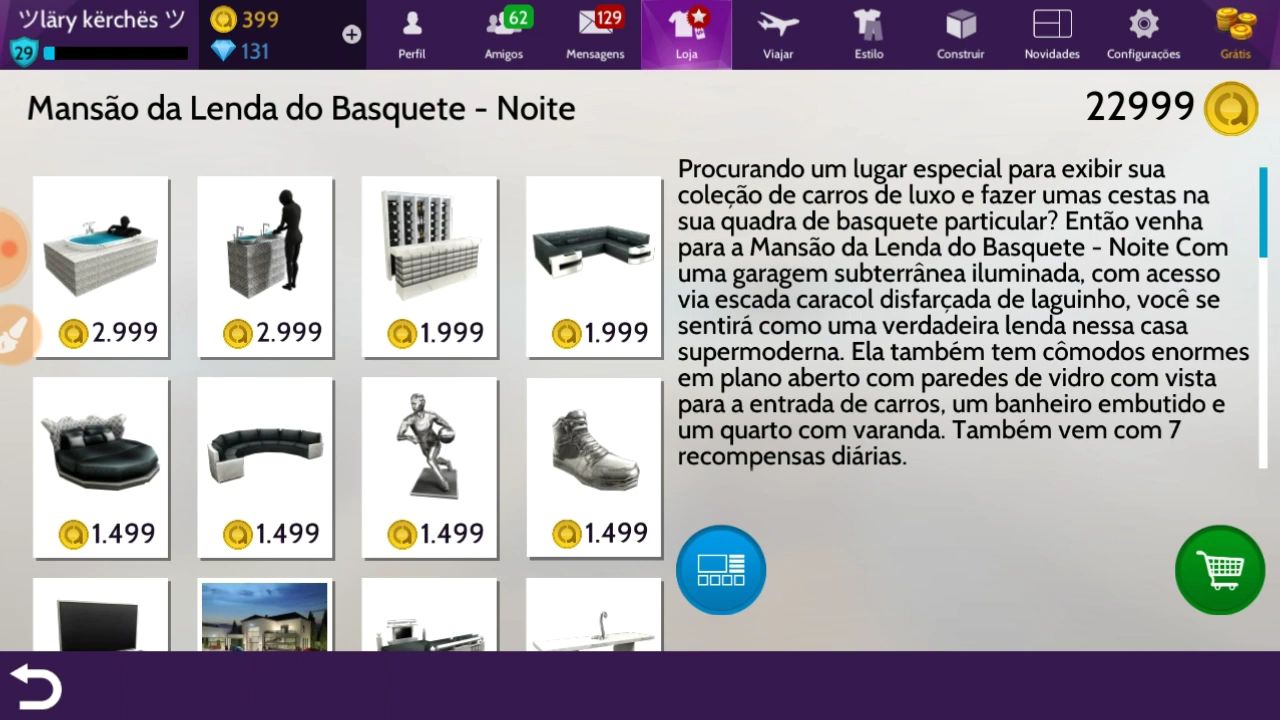 ツläry kërchës ツ
29
399
131
Perfil
62
Amigos
129
Mensagens
Loja
Viajar
Estilo
Construir
Novidades
Configurações
Grátis
Mansão da Lenda do Basquete - Noite
22999
2.999
2.999
1.999
1.999
1.499
1.499
1.499
1.499
Procurando um lugar especial para exibir sua
coleção de carros de luxo e fazer umas cestas na
sua quadra de basquete particular? Então venha
para a Mansão da Lenda do Basquete - Noite Com
uma garagem subterrânea iluminada, com acesso
via escada caracol disfarçada de laguinho, você se
sentirá como uma verdadeira lenda nessa casa
supermoderna. Ela também tem cômodos enormes
em plano aberto com paredes de vidro com vista
para a entrada de carros, um banheiro embutido e
um quarto com varanda. Também vem com 7
recompensas diárias.